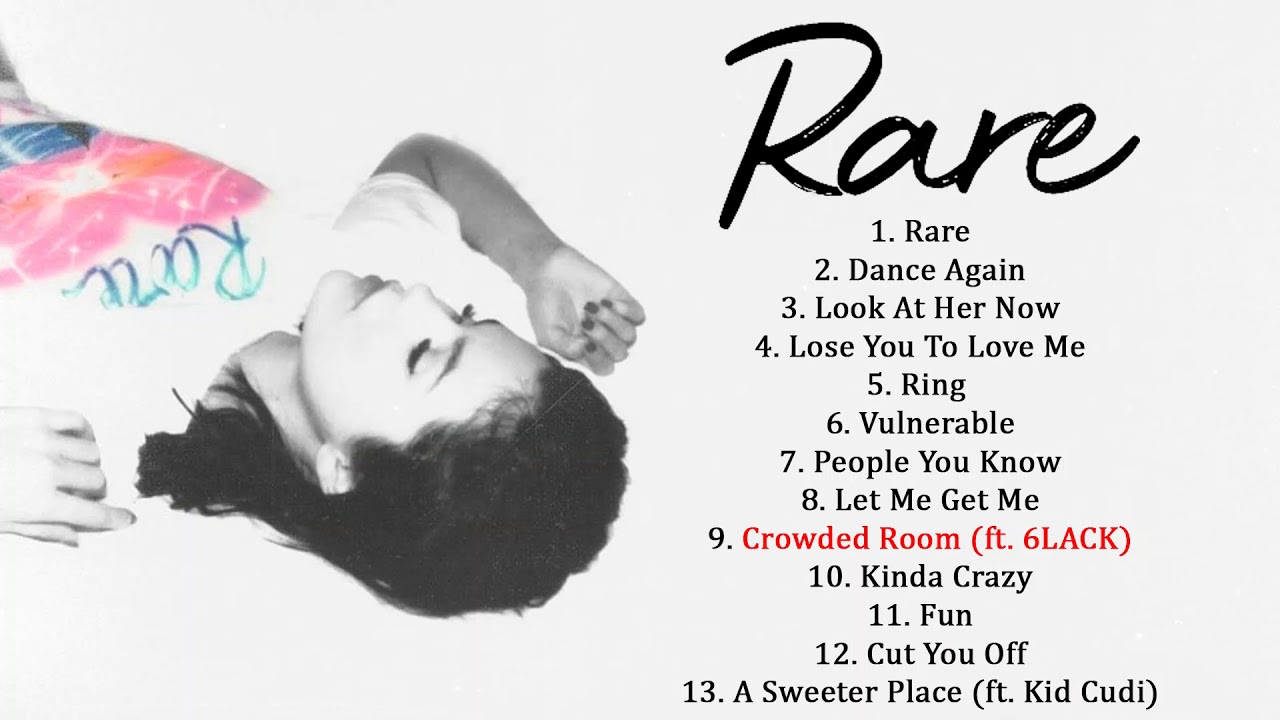 Rare
Rare
1. Rare
2. Dance Again
3. Look At Her Now
4. Lose You To Love Me
5. Ring
6. Vulnerable
7. People You Know
8. Let Me Get Me
9. Crowded Room (ft. 6LACK)
10. Kinda Crazy
11. Fun
12. Cut You Off
13. A Sweeter Place (ft. Kid Cudi)